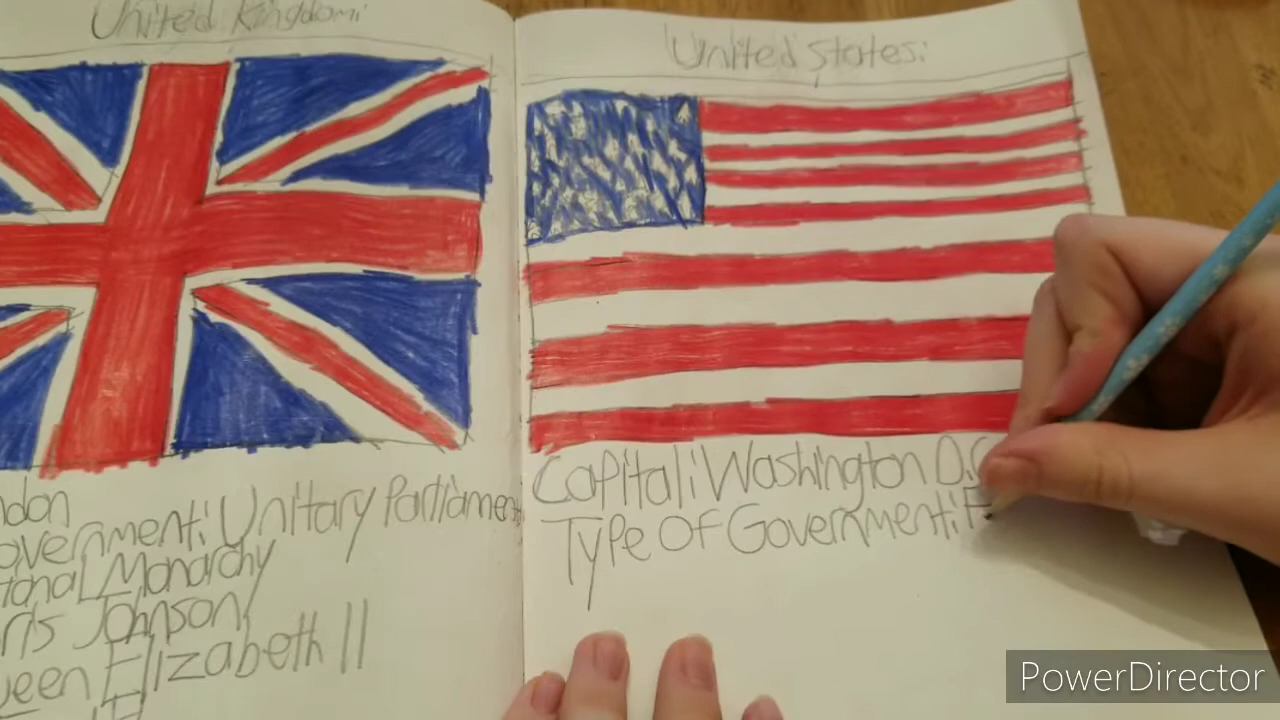 United Kingdom:
ndon
overnment: Unitary Parliament
tional Monarchy
ris Johnson
ueen Elizabeth II
United States:
Capital: Washington D.C
Type Of Government: F
PowerDirector